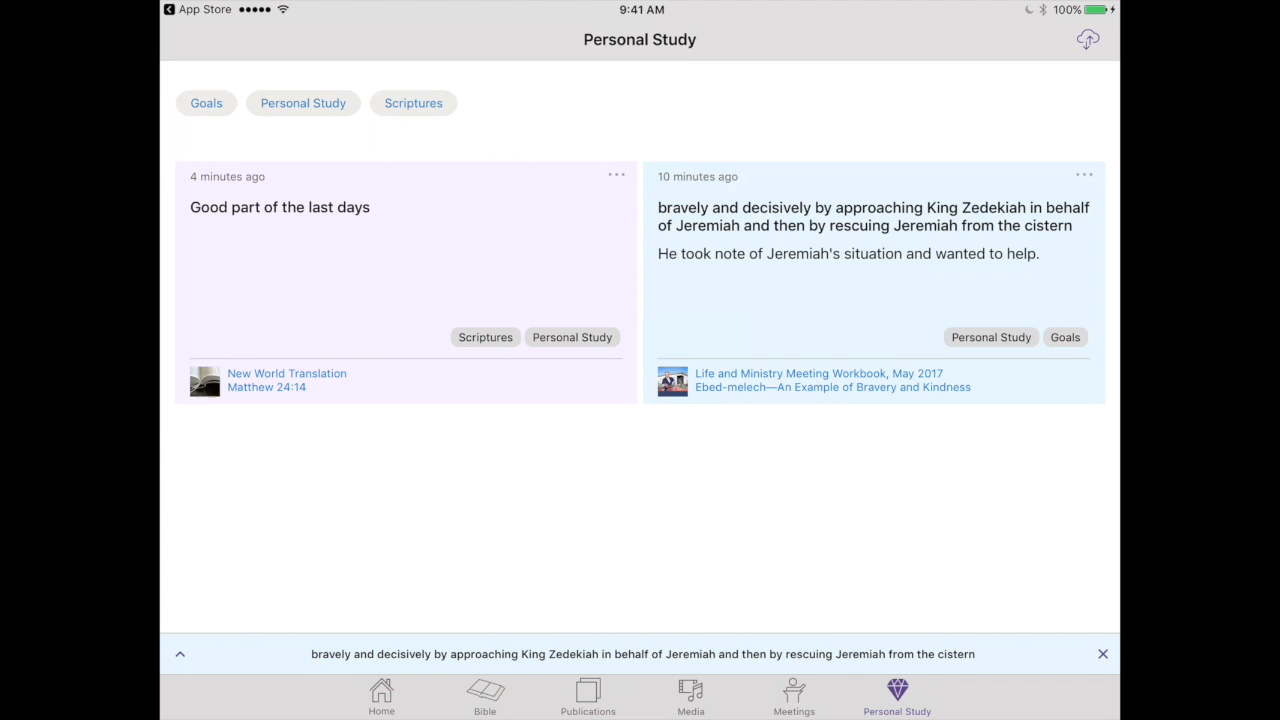 App Store
9:41 AM
100%
Personal Study
Goals
Personal Study
Scriptures
4 minutes ago
Good part of the last days
Scriptures
Personal Study
New World Translation
Matthew 24:14
10 minutes ago
bravely and decisively by approaching King Zedekiah in behalf
of Jeremiah and then by rescuing Jeremiah from the cistern
He took note of Jeremiah's situation and wanted to help.
Personal Study
Goals
Life and Ministry Meeting Workbook, May 2017
Ebed-melech—An Example of Bravery and Kindness
bravely and decisively by approaching King Zedekiah in behalf of Jeremiah and then by rescuing Jeremiah from the cistern
Home
Bible
Publications
Media
Meetings
Personal Study